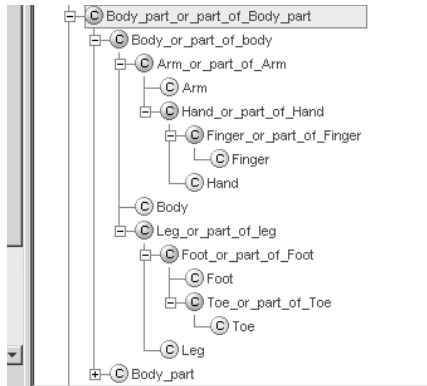 C Body_part_or_part_of_Body_part
C Body_or_part_of_body
C Arm_or_part_of_Arm
C Arm
C Hand_or_part_of_Hand
C Finger_or_part_of_Finger
C Finger
C Hand
C Body
C Leg_or_part_of_leg
C Foot_or_part_of_Foot
C Foot
C Toe_or_part_of_Toe
C Toe
C Leg
C Body_part